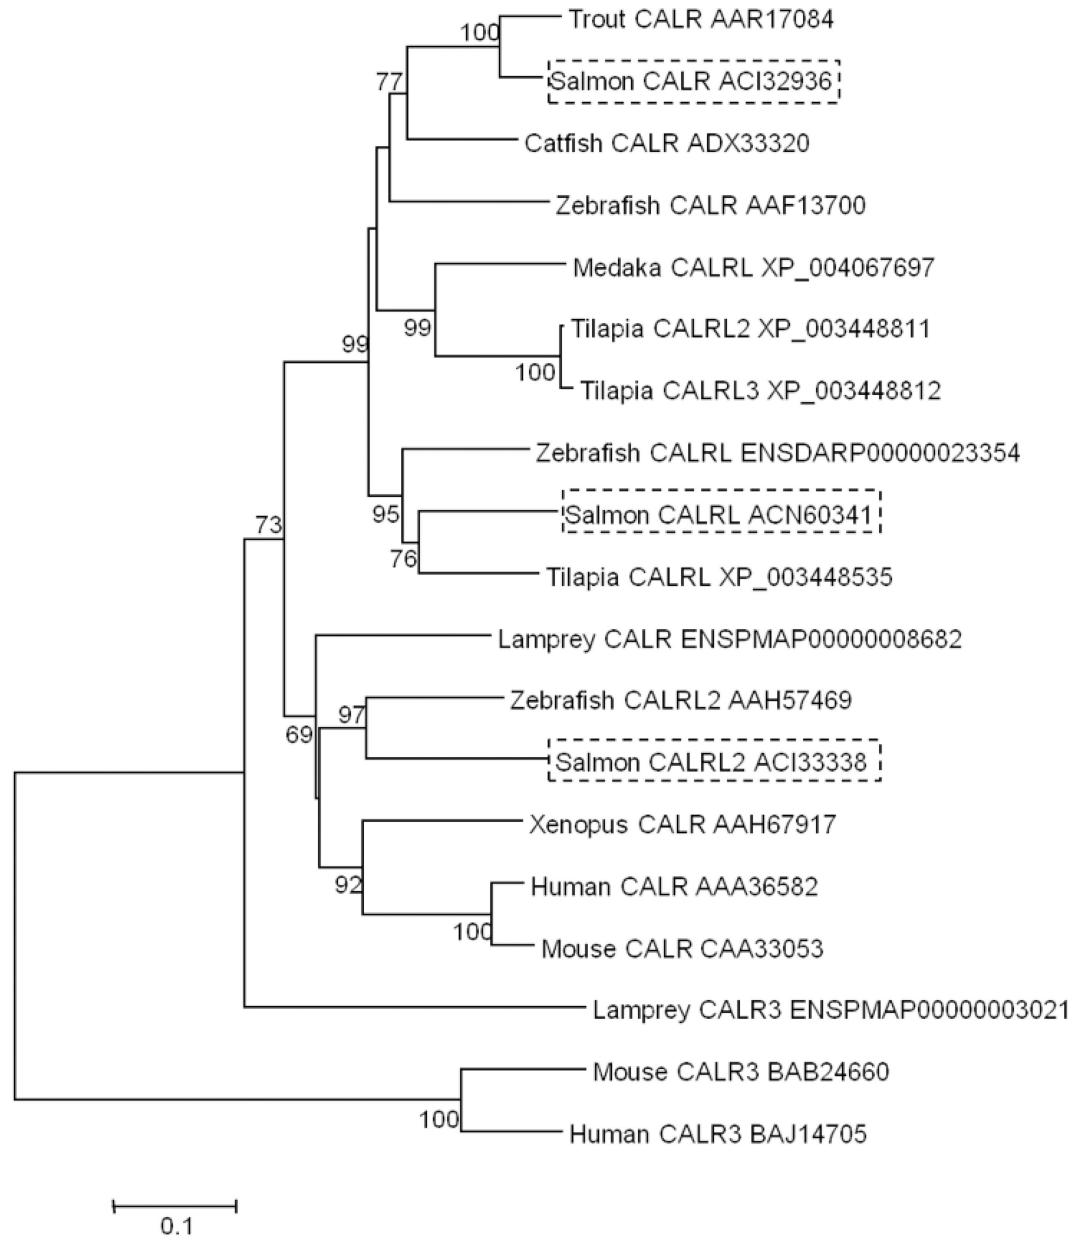 Trout CALR AAR17084
100
Salmon CALR ACI32936
77
Catfish CALR ADX33320
Zebrafish CALR AAF13700
Medaka CALRL XP_004067697
99
Tilapia CALRL2 XP_003448811
99
100
Tilapia CALRL3 XP_003448812
Zebrafish CALRL ENSDARP00000023354
95
Salmon CALRL ACN60341
73
76
Tilapia CALRL XP_003448535
Lamprey CALR ENSPMAP00000008682
Zebrafish CALRL2 AAH57469
97
69
Salmon CALRL2 ACI33338
Xenopus CALR AAH67917
92
Human CALR AAA36582
100
Mouse CALR CAA33053
Lamprey CALR3 ENSPMAP00000003021
Mouse CALR3 BAB24660
100
Human CALR3 BAJ14705
0.1